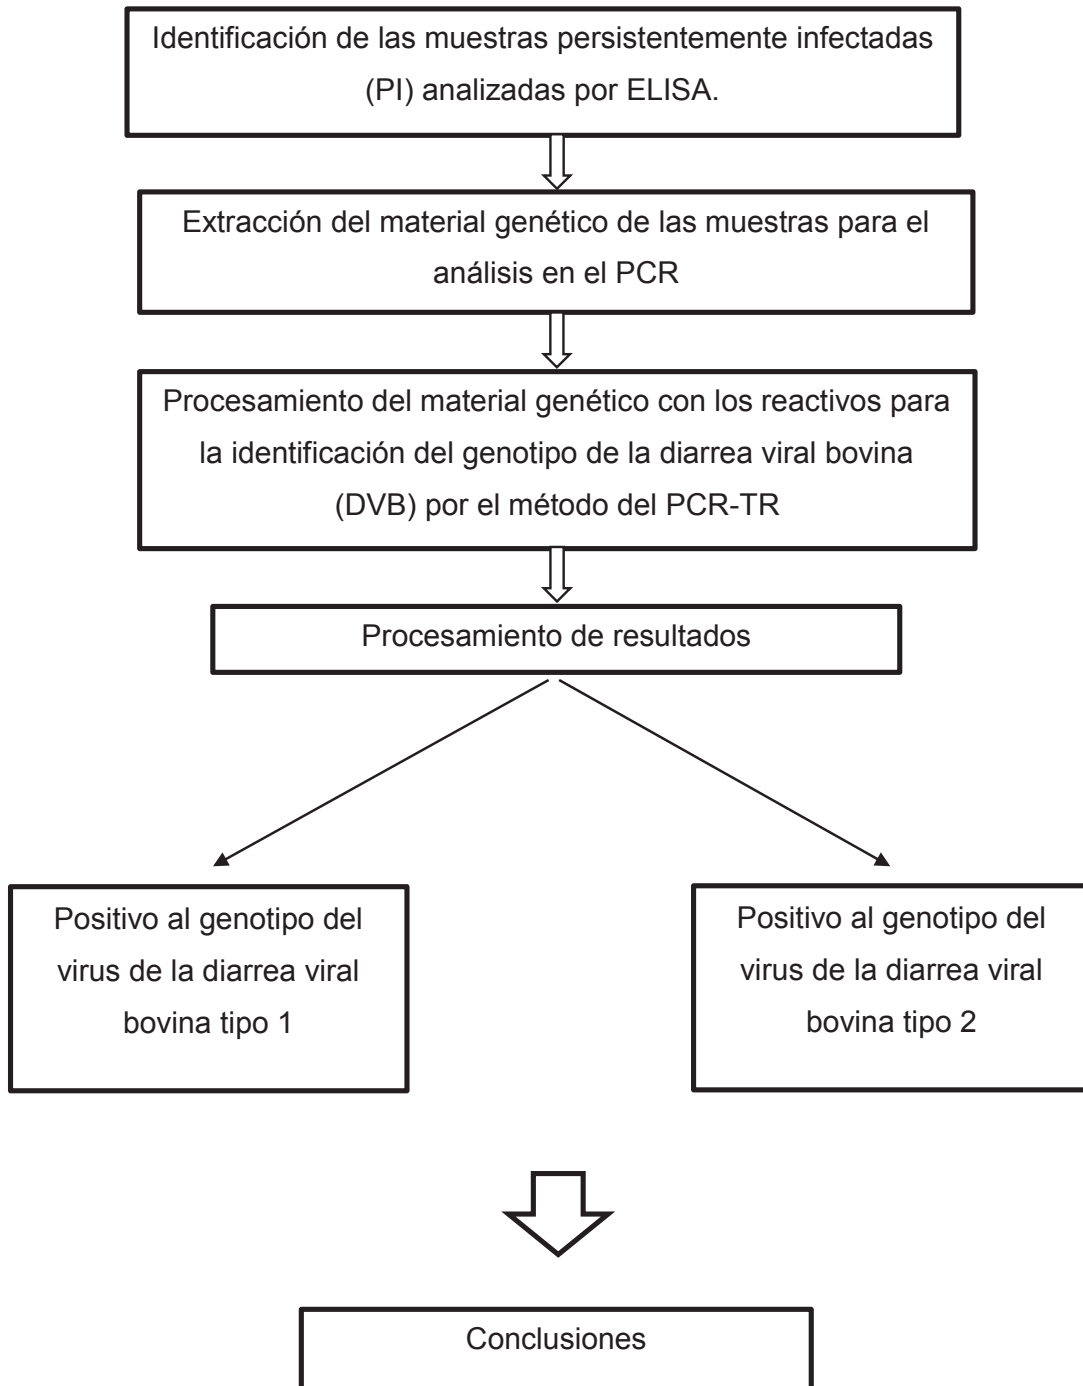 Identificación de las muestras persistentemente infectadas
(PI) analizadas por ELISA.
Extracción del material genético de las muestras para el
análisis en el PCR
Procesamiento del material genético con los reactivos para
la identificación del genotipo de la diarrea viral bovina
(DVB) por el método del PCR-TR
Procesamiento de resultados
Positivo al genotipo del
virus de la diarrea viral
bovina tipo 1
Positivo al genotipo del
virus de la diarrea viral
bovina tipo 2
Conclusiones